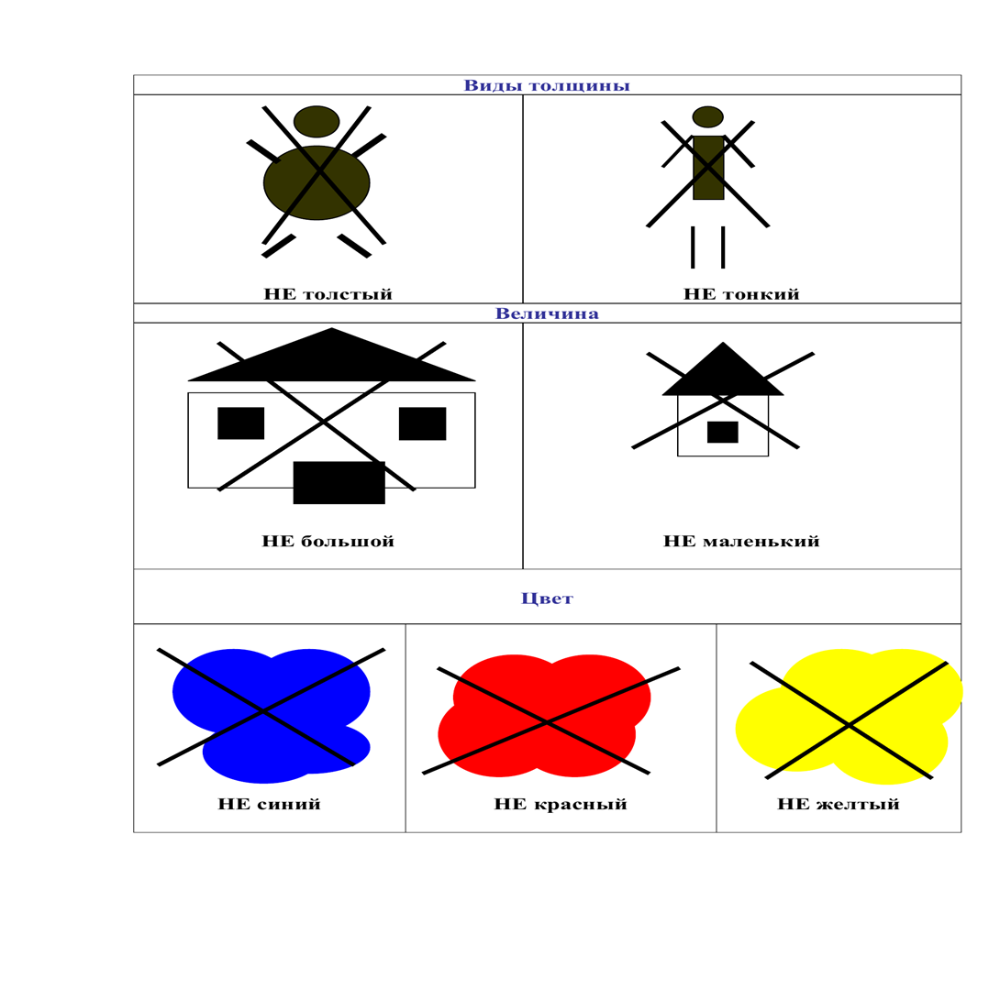 Виды толщины
НЕ толстый
НЕ тонкий
Величина
НЕ большой
НЕ маленький
Цвет
НЕ синий
НЕ красный
НЕ желтый